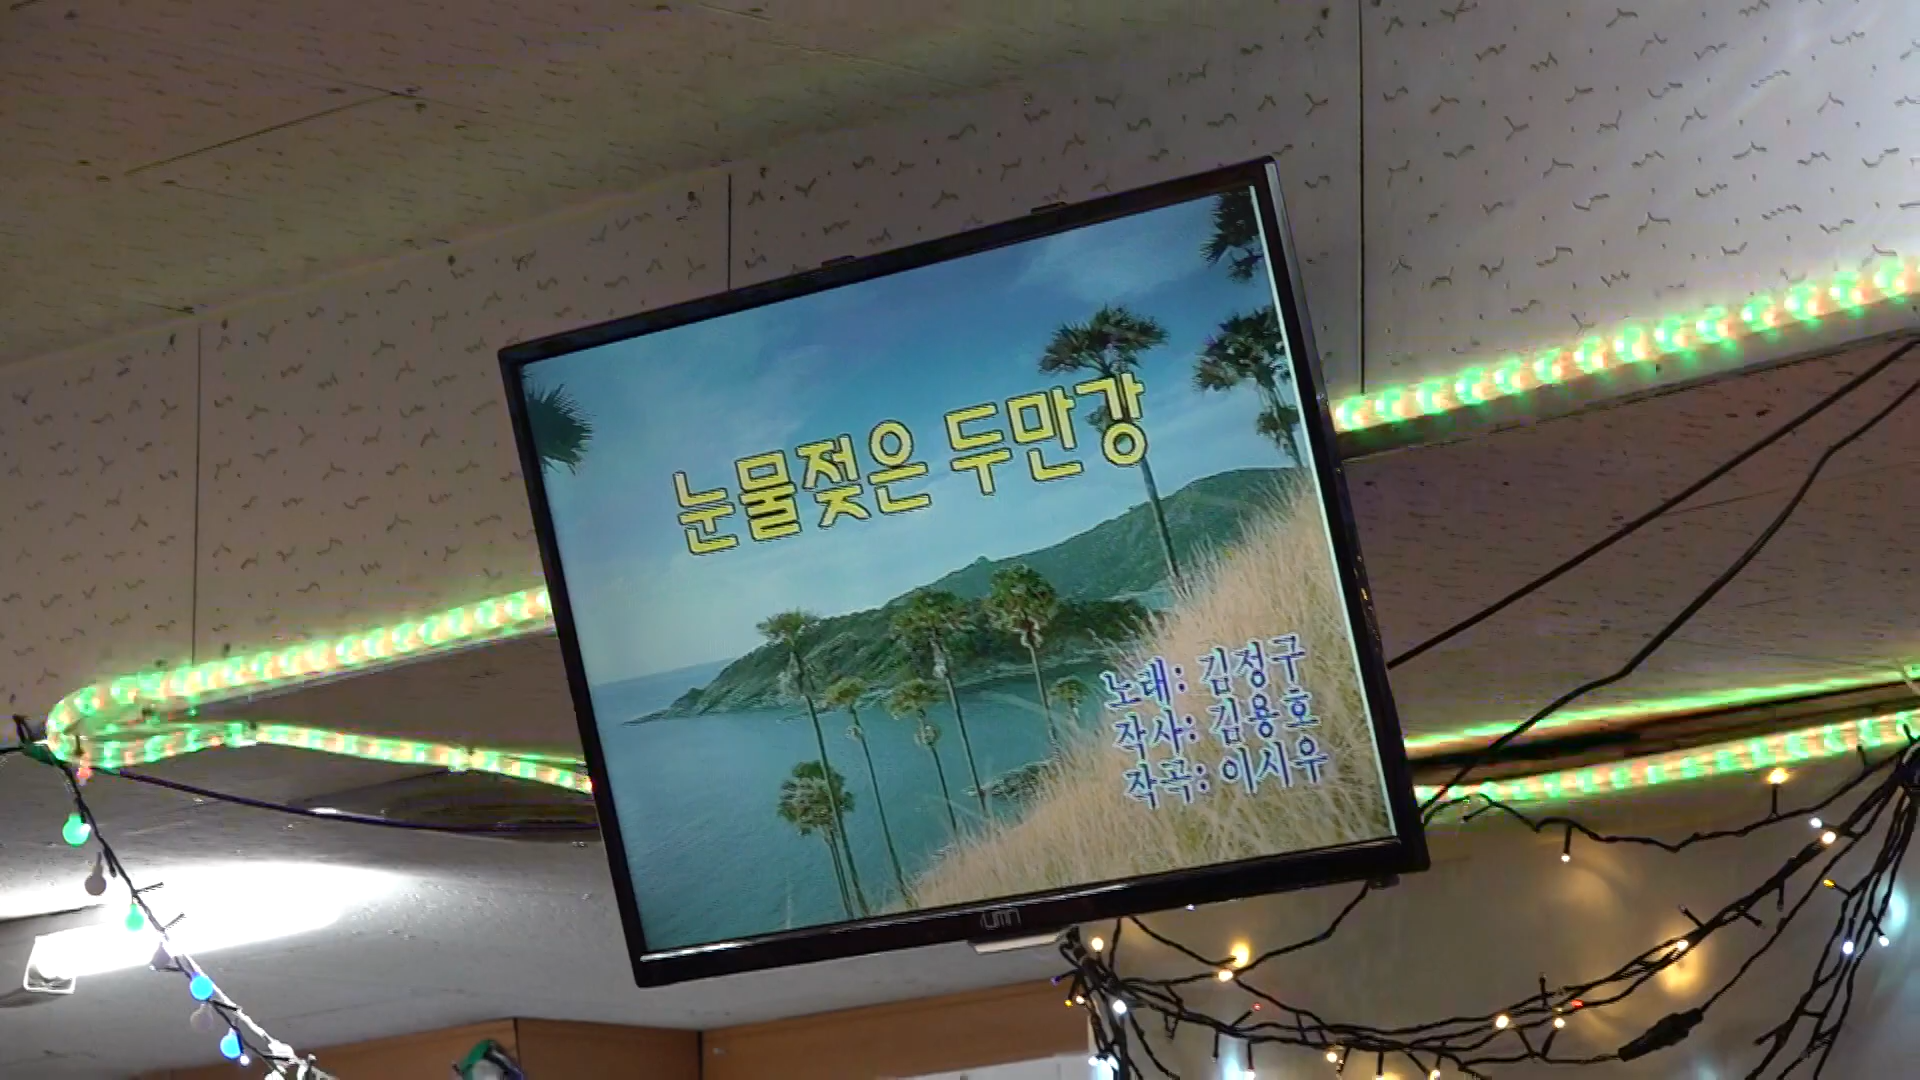 눈물젖은 두만강
노래: 김정구
작사: 김용호
작곡: 이시우